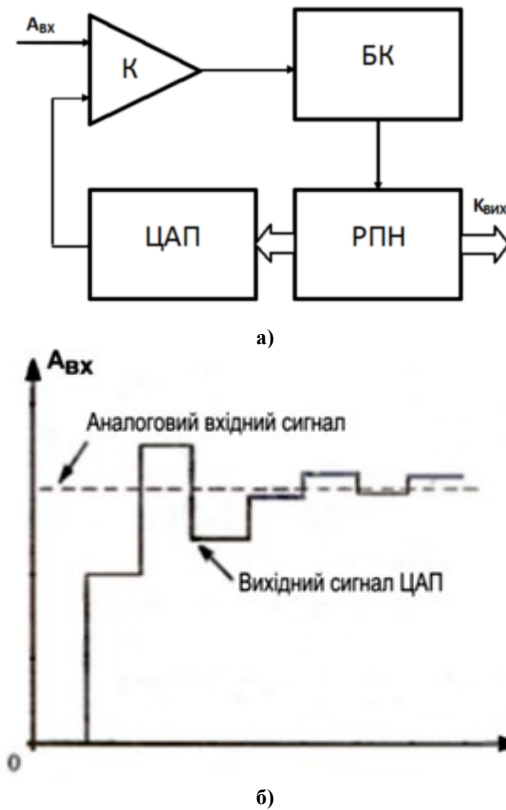 Aвх
К
БК
ЦАП
РПН
Kвих
а)
Aвх
Аналоговий вхідний сигнал
Вихідний сигнал ЦАП
0
б)